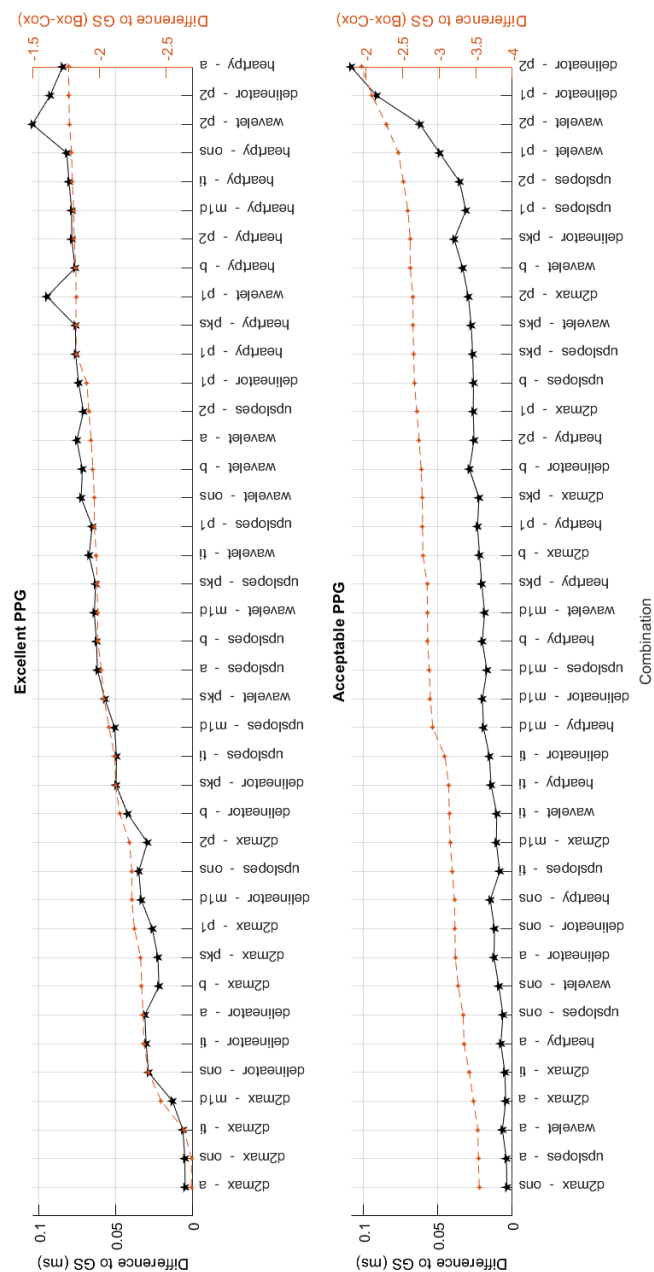 Excellent PPG
Difference to GS (ms)
0.1
0.05
0
Difference to GS (Box-Cox)
-1.5
-2
-2.5
d2max - a
d2max - ons
d2max - ti
d2max - m1d
delineator - ons
delineator - ti
delineator - a
d2max - b
d2max - pks
d2max - p1
delineator - m1d
upslopes - ons
d2max - p2
delineator - b
delineator - pks
upslopes - ti
upslopes - m1d
wavelet - pks
upslopes - a
upslopes - b
wavelet - m1d
upslopes - pks
wavelet - ti
upslopes - p1
wavelet - ons
wavelet - b
wavelet - a
upslopes - p2
delineator - p1
heartpy - p1
heartpy - pks
wavelet - p1
heartpy - b
heartpy - p2
heartpy - m1d
heartpy - ti
heartpy - ons
wavelet - p2
delineator - p2
heartpy - a
Acceptable PPG
Difference to GS (ms)
0.1
0.05
0
Difference to GS (Box-Cox)
-2
-2.5
-3
-3.5
-4
d2max - ons
upslopes - a
wavelet - a
d2max - a
d2max - ti
heartpy - a
upslopes - ons
wavelet - ons
delineator - a
delineator - ons
heartpy - ons
upslopes - ti
d2max - m1d
wavelet - ti
heartpy - ti
delineator - ti
heartpy - m1d
delineator - m1d
upslopes - m1d
heartpy - b
wavelet - m1d
heartpy - pks
d2max - b
heartpy - p1
d2max - pks
delineator - b
heartpy - p2
d2max - p1
upslopes - b
upslopes - pks
wavelet - pks
d2max - p2
wavelet - b
delineator - pks
upslopes - p1
upslopes - p2
wavelet - p1
wavelet - p2
delineator - p1
delineator - p2
Combination